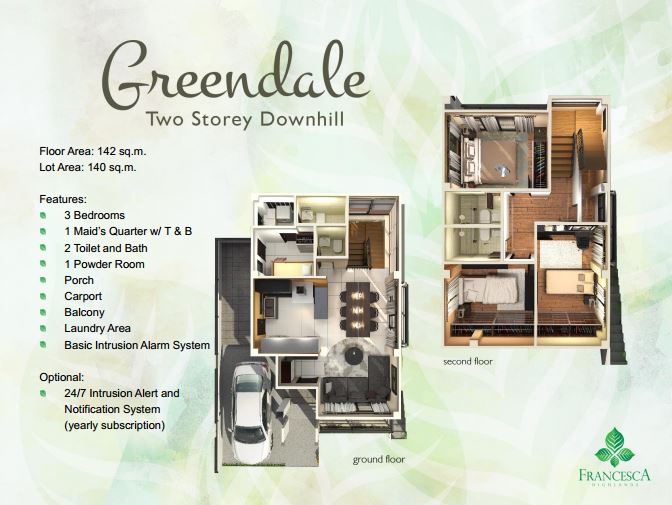 Greendale
Two Storey Downhill
Floor Area: 142 sq.m.
Lot Area: 140 sq.m.
Features:
3 Bedrooms
1 Maid's Quarter w/ T & B
2 Toilet and Bath
1 Powder Room
Porch
Carport
Balcony
Laundry Area
Basic Intrusion Alarm System
Optional:
24/7 Intrusion Alert and
Notification System
(yearly subscription)
ground floor
second floor
FRANCESCA
HIGHLANDS